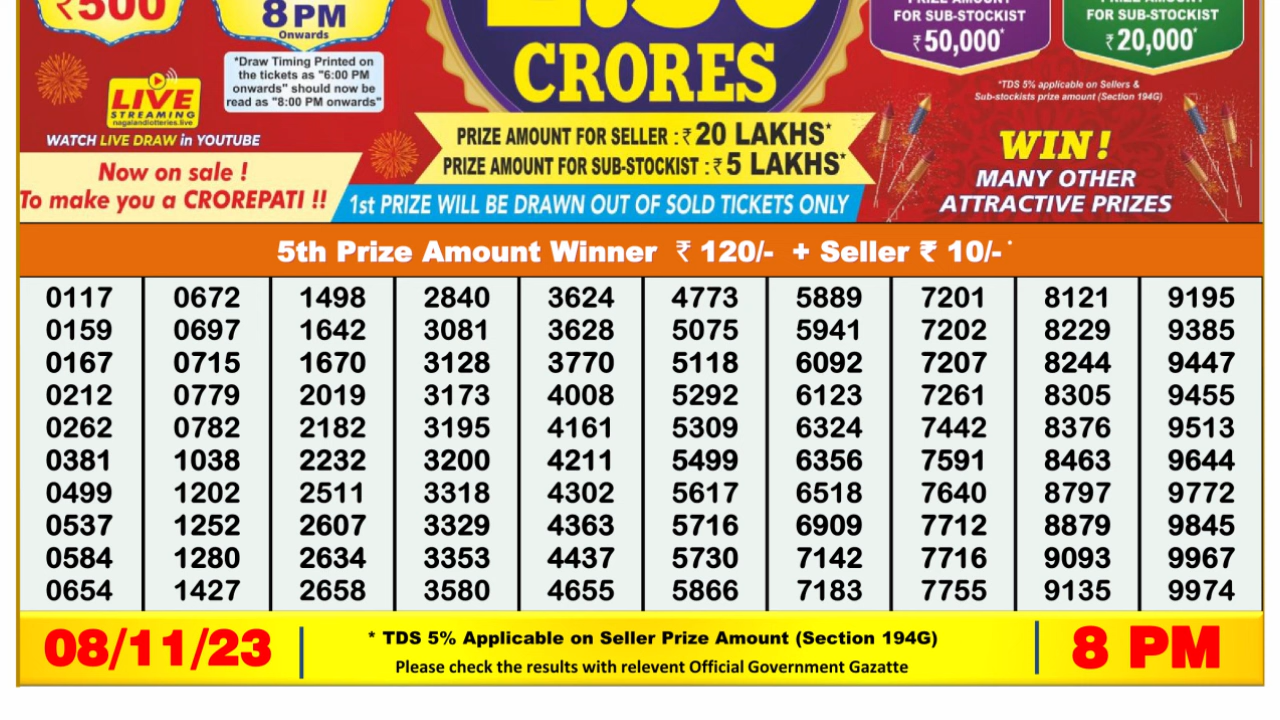 ₹500
8 PM
Onwards
*Draw Timing Printed on
the tickets as "6:00 PM
onwards" should now be
read as "8:00 PM onwards"
LIVE
STREAMING
nagalandlotteries.live
WATCH LIVE DRAW in YOUTUBE
Now on sale !
To make you a CROREPATI !!
CRORES
PRIZE AMOUNT FOR SELLER : ₹ 20 LAKHS*
PRIZE AMOUNT FOR SUB-STOCKIST : ₹ 5 LAKHS*
1st PRIZE WILL BE DRAWN OUT OF SOLD TICKETS ONLY
PRIZE AMOUNT
FOR SUB-STOCKIST
₹ 50,000*
PRIZE AMOUNT
FOR SUB-STOCKIST
₹ 20,000*
*TDS 5% applicable on Sellers &
Sub-stockists prize amount (Section 194G)
WIN !
MANY OTHER
ATTRACTIVE PRIZES
5th Prize Amount Winner ₹ 120/- + Seller ₹ 10/-*
0117 0672 1498 2840 3624 4773 5889 7201 8121 9195
0159 0697 1642 3081 3628 5075 5941 7202 8229 9385
0167 0715 1670 3128 3770 5118 6092 7207 8244 9447
0212 0779 2019 3173 4008 5292 6123 7261 8305 9455
0262 0782 2182 3195 4161 5309 6324 7442 8376 9513
0381 1038 2232 3200 4211 5499 6356 7591 8463 9644
0499 1202 2511 3318 4302 5617 6518 7640 8797 9772
0537 1252 2607 3329 4363 5716 6909 7712 8879 9845
0584 1280 2634 3353 4437 5730 7142 7716 9093 9967
0654 1427 2658 3580 4655 5866 7183 7755 9135 9974
08/11/23
* TDS 5% Applicable on Seller Prize Amount (Section 194G)
Please check the results with relevent Official Government Gazatte
8 PM